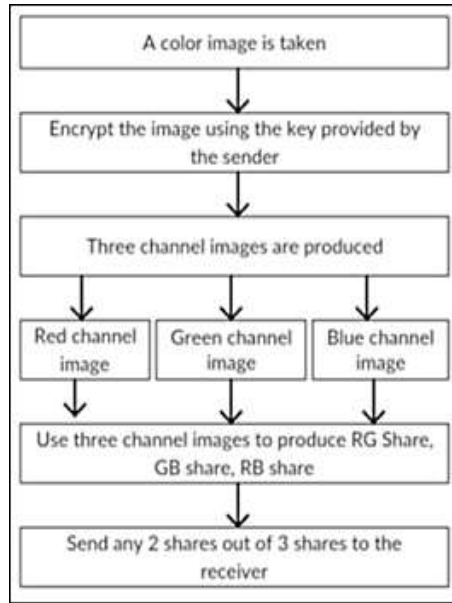 A color image is taken
Encrypt the image using the key provided by
the sender
Three channel images are produced
Red channel
image
Green channel
image
Blue channel
image
Use three channel images to produce RG Share,
GB share, RB share
Send any 2 shares out of 3 shares to the
receiver